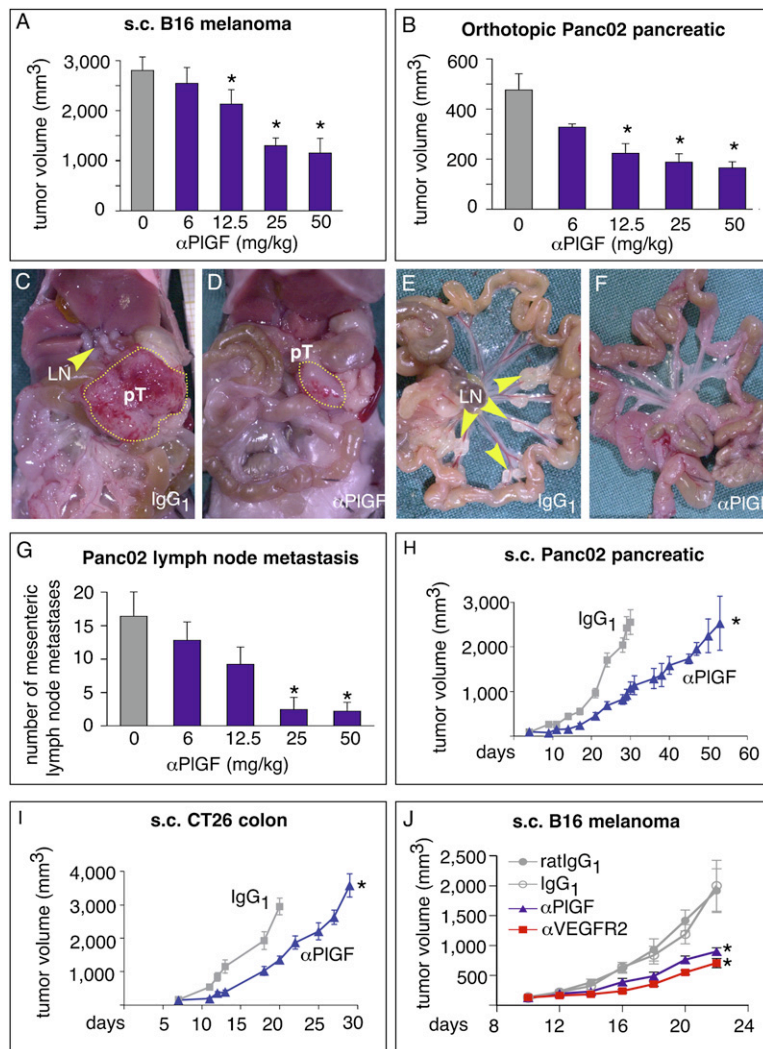 A
s.c. B16 melanoma
tumor volume (mm3)
3,000
2,000
1,000
0
0 6 12.5 25 50
* * *
αPlGF (mg/kg)
B
Orthotopic Panc02 pancreatic
tumor volume (mm3)
600
400
200
0
0 6 12.5 25 50
* * * *
αPlGF (mg/kg)
C
LN
pT
IgG1
D
pT
αPlGF
E
LN
IgG1
F
αPlGF
G
Panc02 lymph node metastasis
number of mesenteric
lymph node metastases
20
15
10
5
0
* *
0 6 12.5 25 50
αPlGF (mg/kg)
H
s.c. Panc02 pancreatic
tumor volume (mm3)
3,000
2,000
1,000
IgG1
αPlGF
*
days 0 10 20 30 40 50 60
I
s.c. CT26 colon
tumor volume (mm3)
4,000
3,000
2,000
1,000
IgG1
αPlGF
*
days 0 5 10 15 20 25 30
J
s.c. B16 melanoma
tumor volume (mm3)
2,500
2,000
1,500
1,000
500
ratIgG1
IgG1
αPlGF
αVEGFR2
*
*
days 8 12 16 20 24